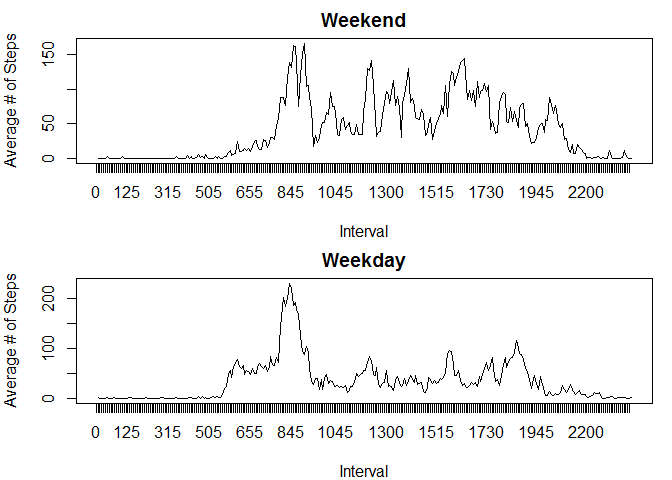 Weekend
Average # of Steps
150
50
0
0 125 315 505 655 845 1045 1300 1515 1730 1945 2200
Interval
Weekday
Average # of Steps
200
100
0
0 125 315 505 655 845 1045 1300 1515 1730 1945 2200
Interval